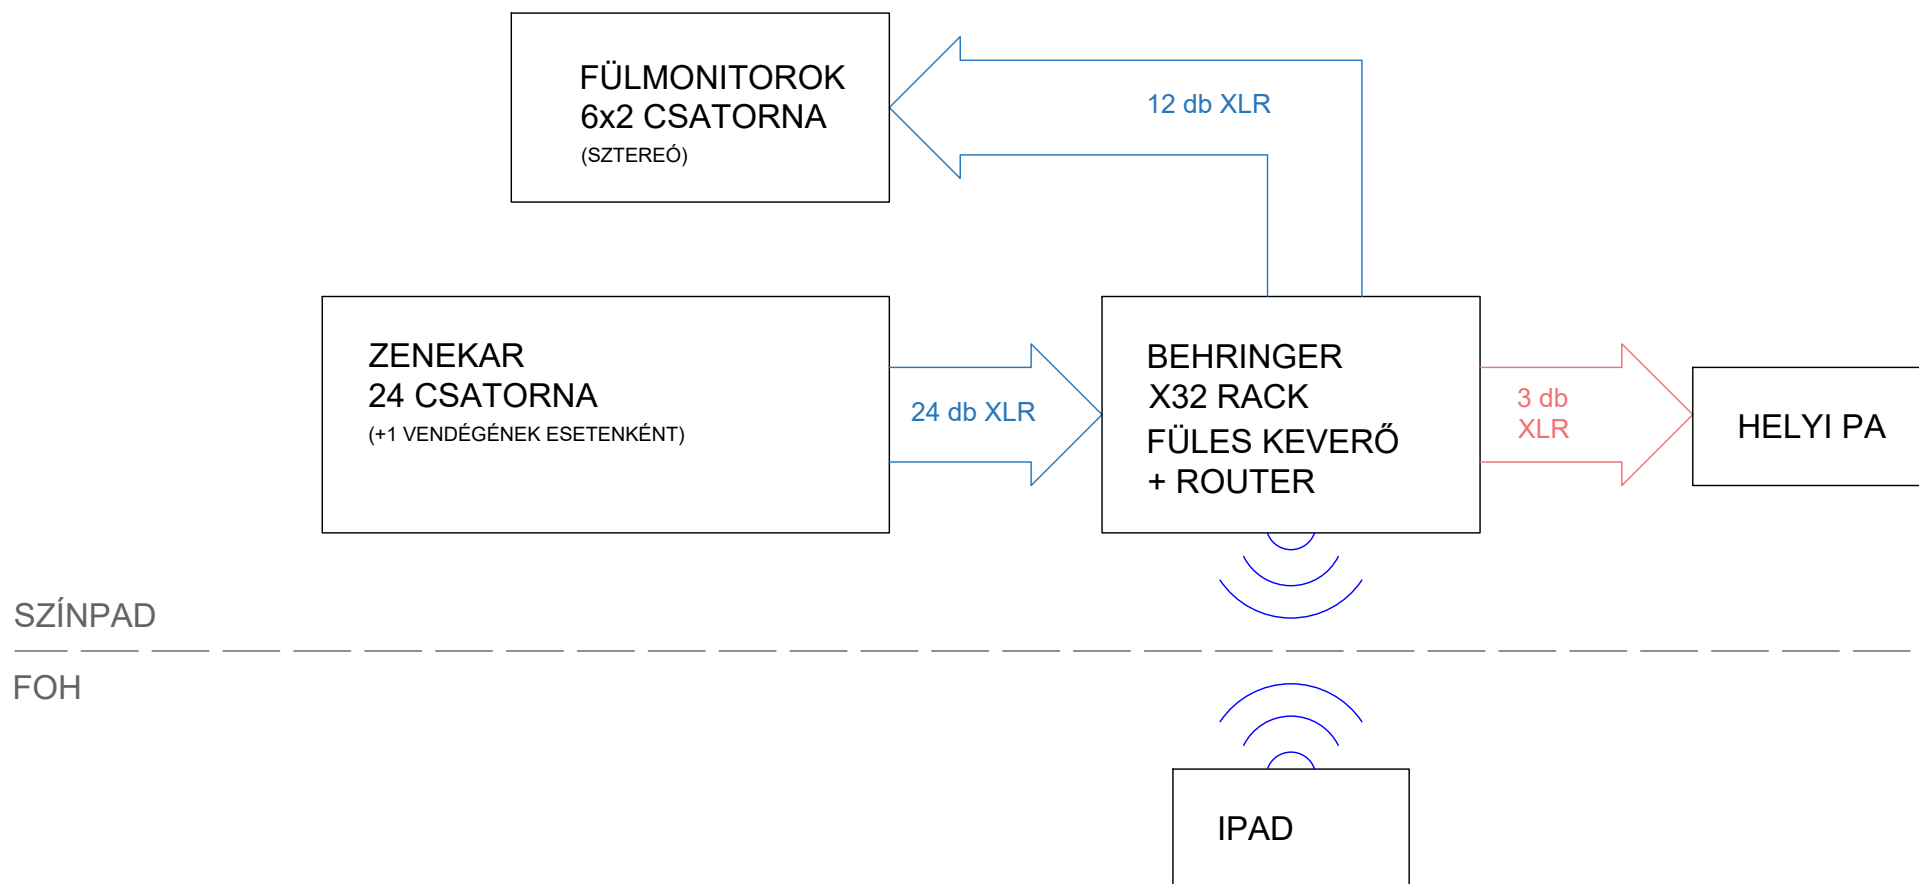 FÜLMONITOROK
6x2 CSATORNA
(SZTEREÓ)
12 db XLR
ZENEKAR
24 CSATORNA
(+1 VENDÉGÉNEK ESETENKÉNT)
24 db XLR
BEHRINGER
X32 RACK
FÜLES KEVERŐ
+ ROUTER
3 db
XLR
HELYI PA
SZÍNPAD
FOH
IPAD